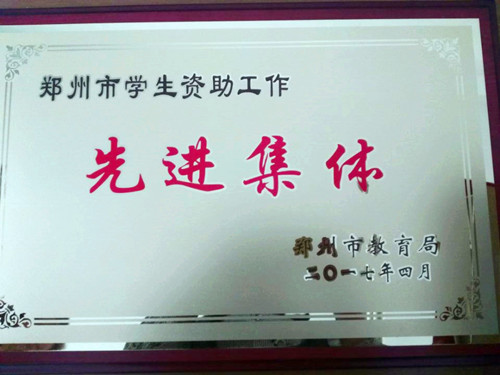 郑州市学生资助工作
先进集体
郑州市教育局
二〇一七年四月